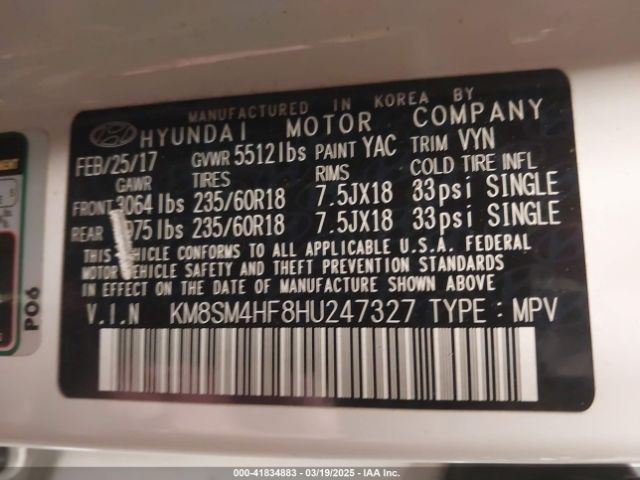 MANUFACTURED IN KOREA BY
HYUNDAI MOTOR COMPANY
FEB/25/17 GVWR 5512lbs PAINT YAC TRIM VYN
GAWR TIRES RIMS COLD TIRE INFL
FRONT 3064lbs 235/60R18 7.5JX18 33psi SINGLE
REAR 235/60R18 7.5JX18 33psi SINGLE
THIS VEHICLE CONFORMS TO ALL APPLICABLE U.S.A. FEDERAL
MOTOR VEHICLE SAFETY AND THEFT PREVENTION STANDARDS
IN EFFECT ON THE DATE OF MANUFACTURE SHOWN ABOVE
V.I.N KM8SM4HF8HU247327 TYPE : MPV
P06
000-41834883 - 03/19/2025 - IAA Inc.